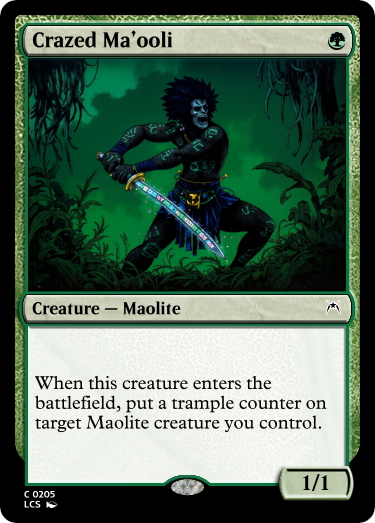 Crazed Ma'ooli
Creature — Maolite
When this creature enters the
battlefield, put a trample counter on
target Maolite creature you control.
1/1
C 0205
LCS